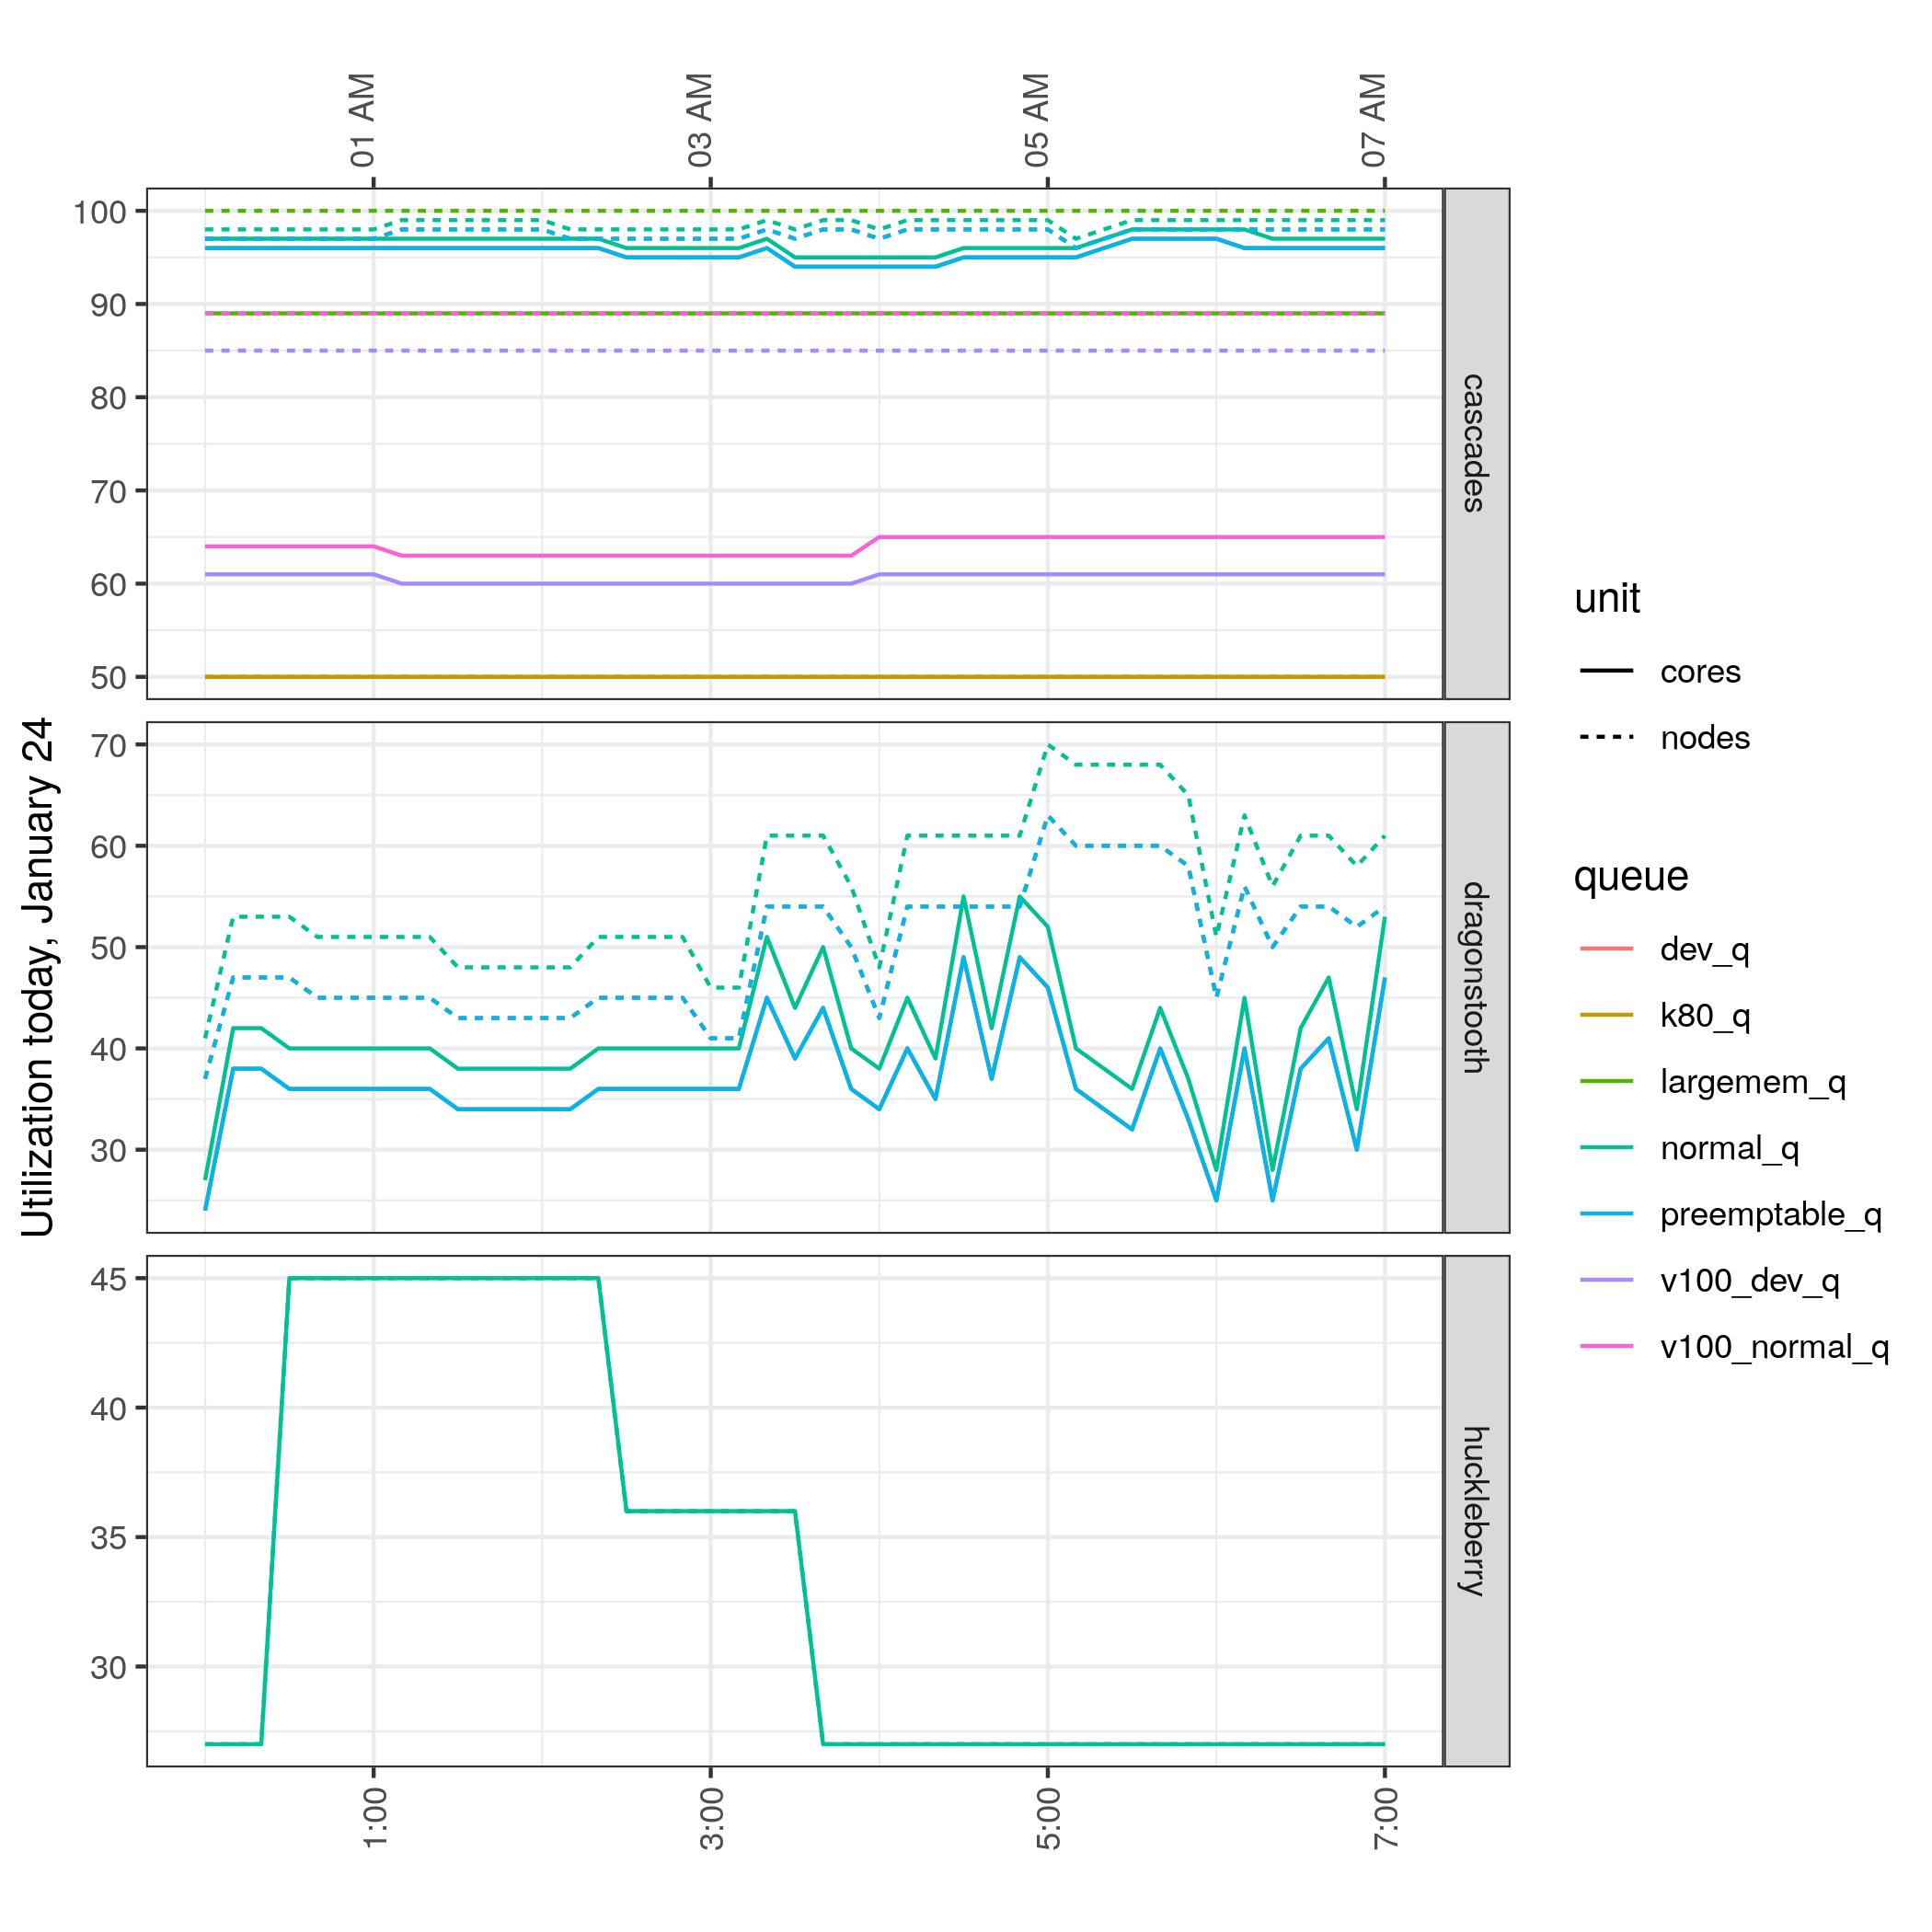 01 AM
03 AM
05 AM
07 AM
Utilization today, January 24
100
90
80
70
60
50
cascades
70
60
50
40
30
dragonstooth
45
40
35
30
huckleberry
1:00
3:00
5:00
7:00
unit
cores
nodes
queue
dev_q
k80_q
largemem_q
normal_q
preemptable_q
v100_dev_q
v100_normal_q